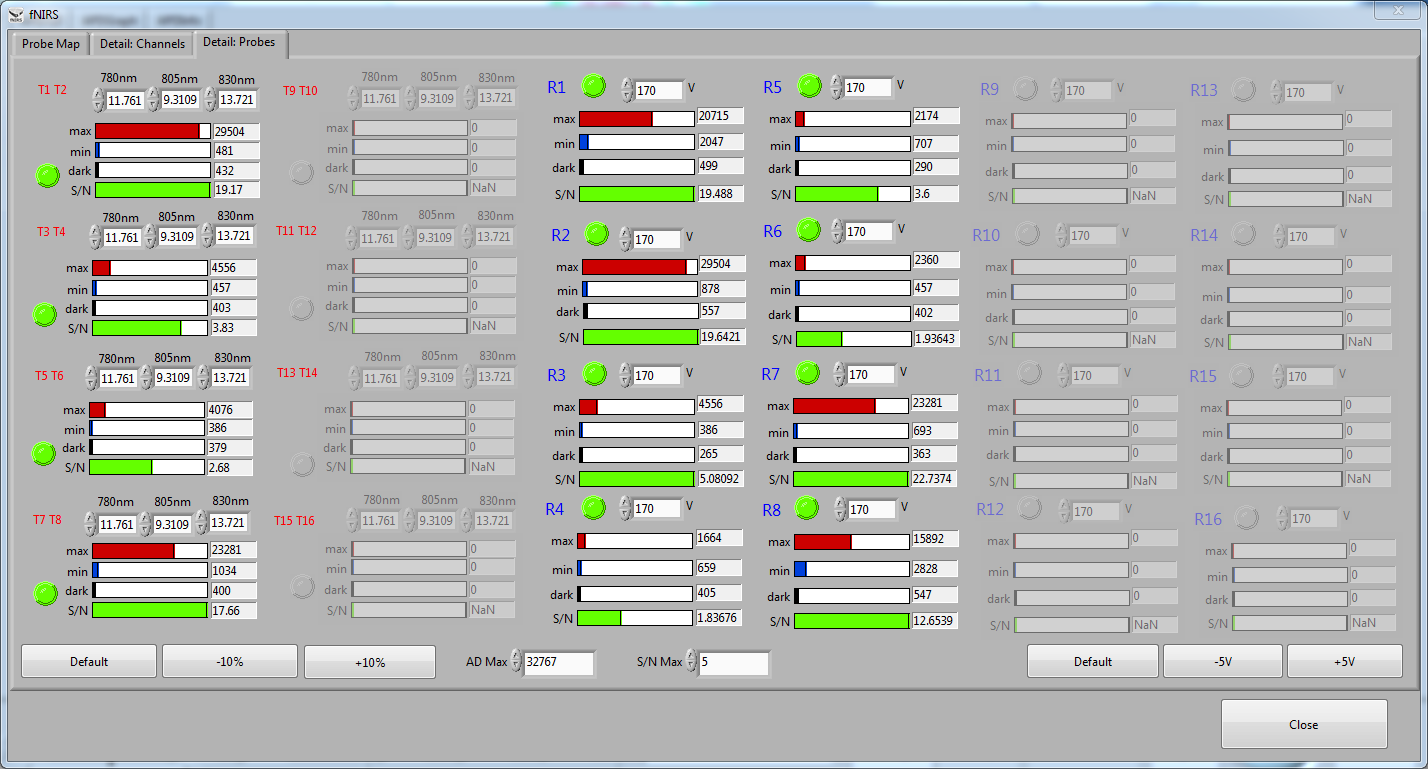 fNIRS
Probe Map Detail: Channels Detail: Probes
T1 T2
780nm 805nm 830nm
11.761 9.3109 13.721
max 29504
min 481
dark 432
S/N 19.17
T3 T4
780nm 805nm 830nm
11.761 9.3109 13.721
max 4556
min 457
dark 403
S/N 3.83
T5 T6
780nm 805nm 830nm
11.761 9.3109 13.721
max 4076
min 386
dark 379
S/N 2.68
T7 T8
780nm 805nm 830nm
11.761 9.3109 13.721
max 23281
min 1034
dark 400
S/N 17.66
T9 T10
780nm 805nm 830nm
11.761 9.3109 13.721
max 0
min 0
dark 0
S/N NaN
T11 T12
780nm 805nm 830nm
11.761 9.3109 13.721
max 0
min 0
dark 0
S/N NaN
T13 T14
780nm 805nm 830nm
11.761 9.3109 13.721
max 0
min 0
dark 0
S/N NaN
T15 T16
780nm 805nm 830nm
11.761 9.3109 13.721
max 0
min 0
dark 0
S/N NaN
R1 170 V
max 20715
min 2047
dark 499
S/N 19.488
R2 170 V
max 29504
min 878
dark 557
S/N 19.6421
R3 170 V
max 4556
min 386
dark 265
S/N 5.08092
R4 170 V
max 1664
min 659
dark 405
S/N 1.83676
R5 170 V
max 2174
min 707
dark 290
S/N 3.6
R6 170 V
max 2360
min 457
dark 402
S/N 1.93643
R7 170 V
max 23281
min 693
dark 363
S/N 22.7374
R8 170 V
max 15892
min 2828
dark 547
S/N 12.6539
R9 170 V
max 0
min 0
dark 0
S/N NaN
R10 170 V
max 0
min 0
dark 0
S/N NaN
R11 170 V
max 0
min 0
dark 0
S/N NaN
R12 170 V
max 0
min 0
dark 0
S/N NaN
R13 170 V
max 0
min 0
dark 0
S/N NaN
R14 170 V
max 0
min 0
dark 0
S/N NaN
R15 170 V
max 0
min 0
dark 0
S/N NaN
R16 170 V
max 0
min 0
dark 0
S/N NaN
Default -10% +10% AD Max 32767 S/N Max 5 Default -5V +5V
Close